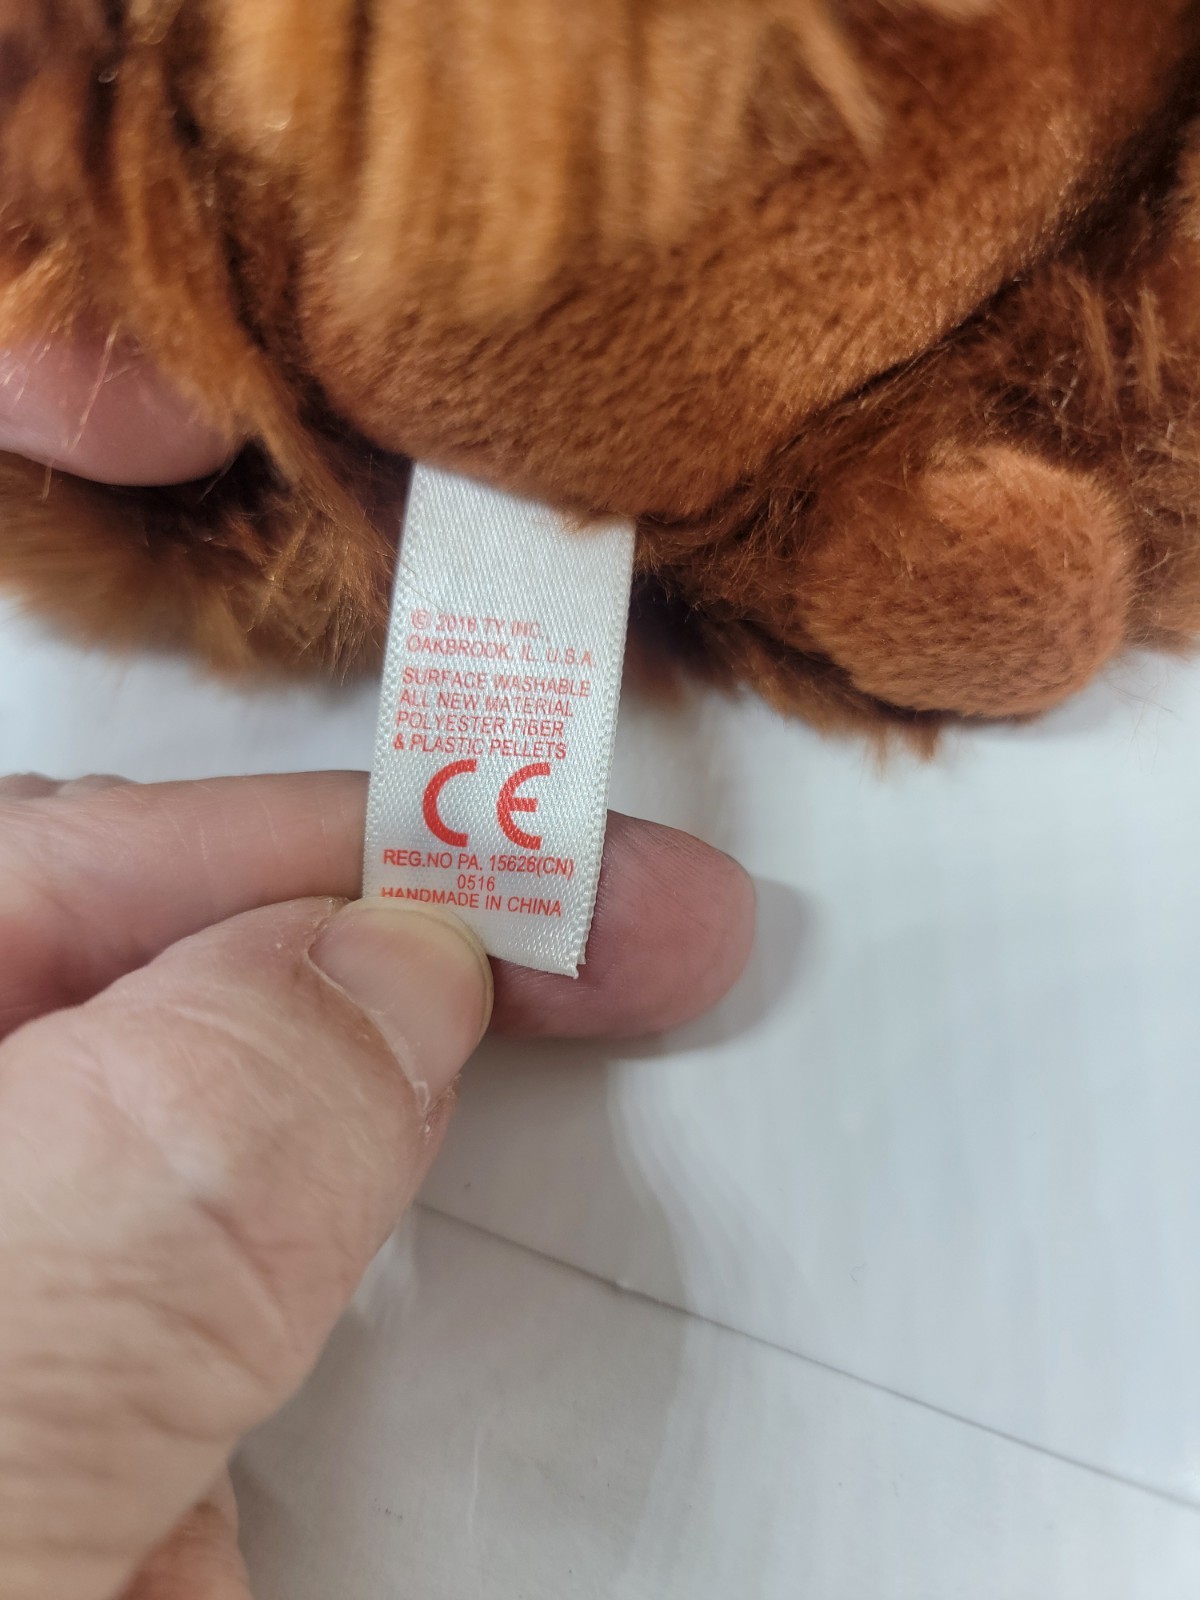 © 2016 TY INC.,
OAKBROOK, IL, U.S.A.
SURFACE WASHABLE
ALL NEW MATERIAL
POLYESTER FIBER
& PLASTIC PELLETS
CE
REG.NO PA. 15626(CN)
0516
HANDMADE IN CHINA